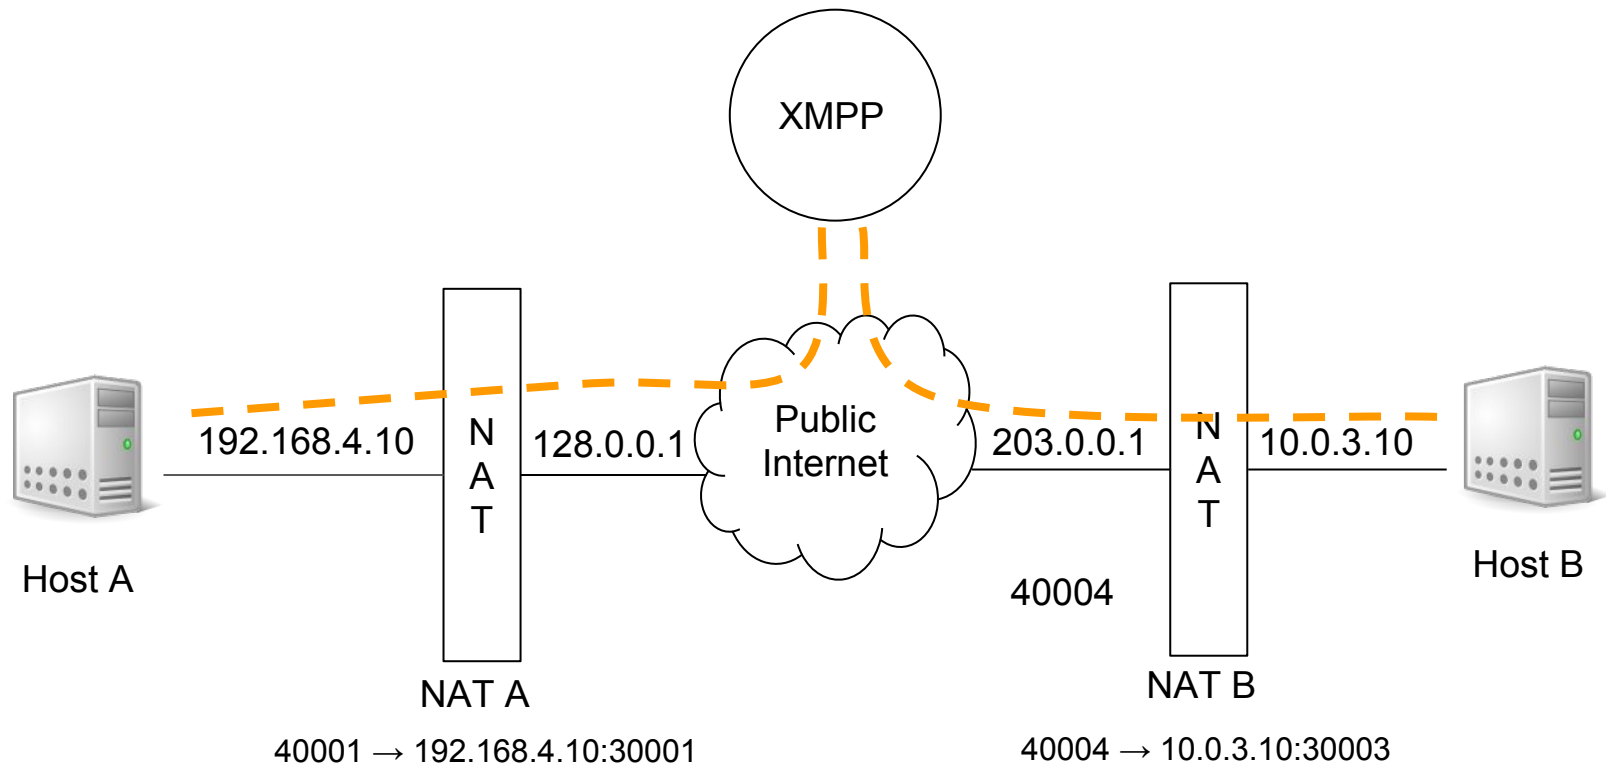 XMPP
192.168.4.10
N
A
T
128.0.0.1
Public
Internet
203.0.0.1
N
A
T
10.0.3.10
Host A
Host B
40004
NAT A
NAT B
40001 → 192.168.4.10:30001
40004 → 10.0.3.10:30003